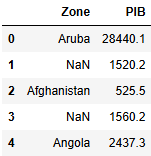 Zone PIB
0 Aruba 28440.1
1 NaN 1520.2
2 Afghanistan 525.5
3 NaN 1560.2
4 Angola 2437.3